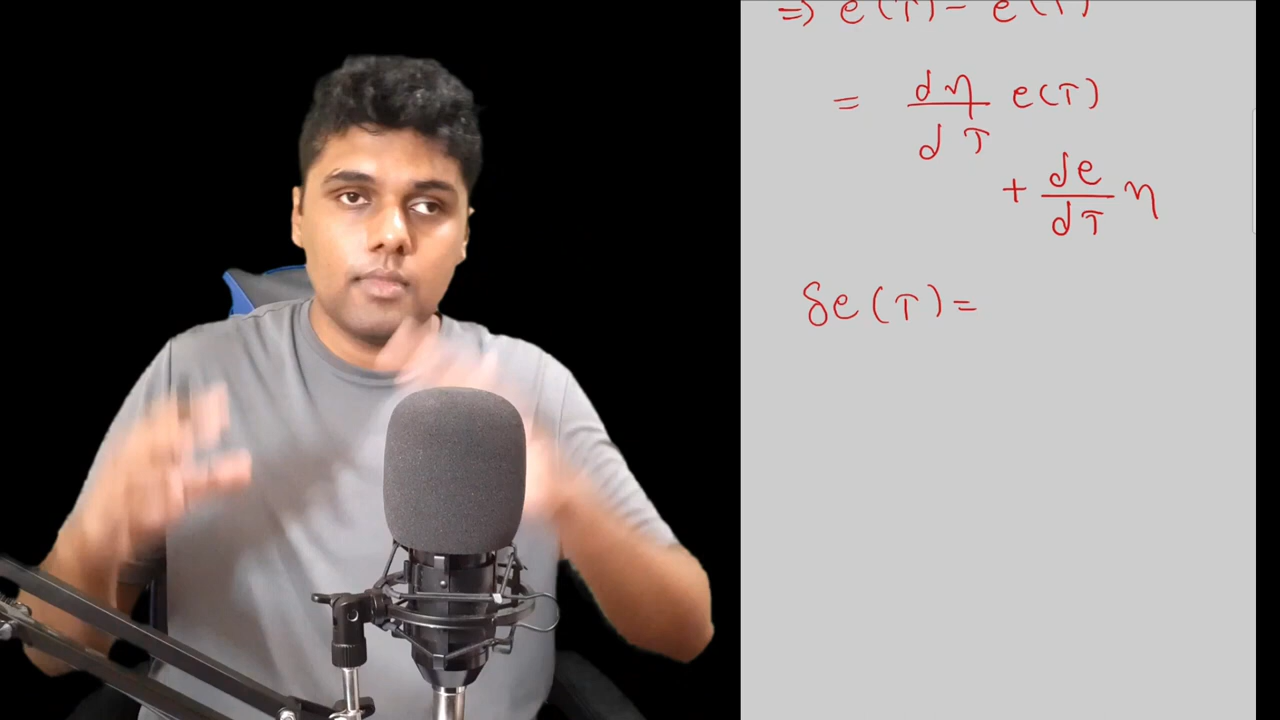 ⇒ e(τ) - e(τ)
= dη/dτ e(τ)
+ de/dτ η
δe(τ) =